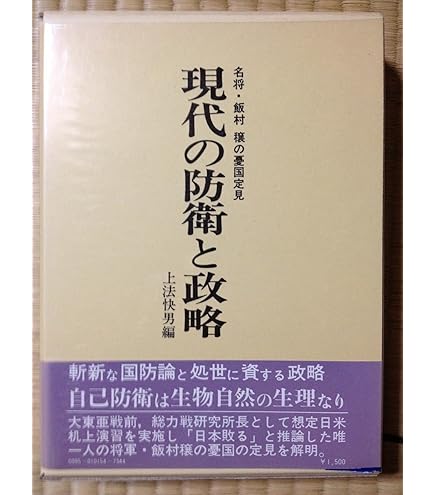 名将・飯村 穣の憂国定見
現代の防衛と政略
上法快男編
斬新な国防論と処世に資する政略
自己防衛は生物自然の生理なり
大東亜戦前，総力戦研究所長として想定日米
机上演習を実施し「日本敗る」と推論した唯
一人の将軍・飯村穣の憂国の定見を解明。
0095-010154-7344
￥1,500